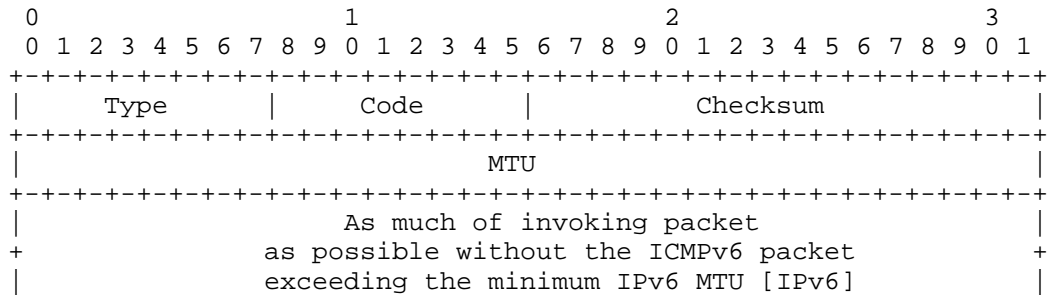 0                   1                   2                   3
 0 1 2 3 4 5 6 7 8 9 0 1 2 3 4 5 6 7 8 9 0 1 2 3 4 5 6 7 8 9 0 1
+-+-+-+-+-+-+-+-+-+-+-+-+-+-+-+-+-+-+-+-+-+-+-+-+-+-+-+-+-+-+-+-+
|     Type      |     Code      |          Checksum             |
+-+-+-+-+-+-+-+-+-+-+-+-+-+-+-+-+-+-+-+-+-+-+-+-+-+-+-+-+-+-+-+-+
|                             MTU                               |
+-+-+-+-+-+-+-+-+-+-+-+-+-+-+-+-+-+-+-+-+-+-+-+-+-+-+-+-+-+-+-+-+
|                    As much of invoking packet                 |
+               as possible without the ICMPv6 packet           +
|               exceeding the minimum IPv6 MTU [IPv6]           |